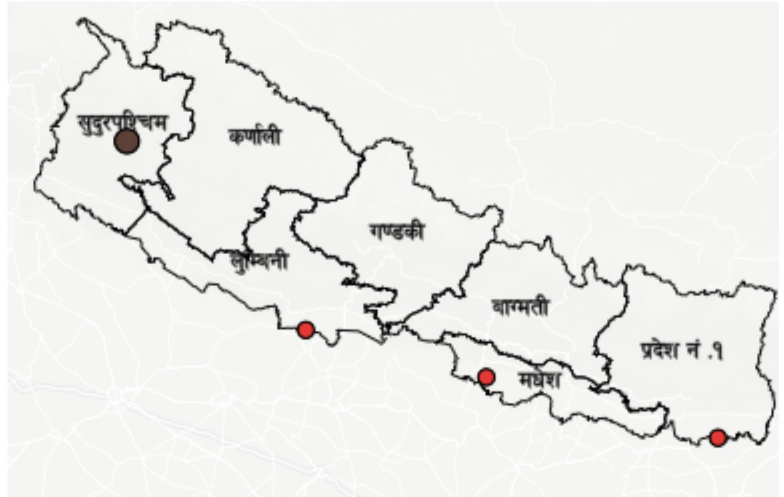 सुदुरपश्चिम
कर्णाली
गण्डकी
लुम्बिनी
बाग्मती
प्रदेश नं .१
मधेश